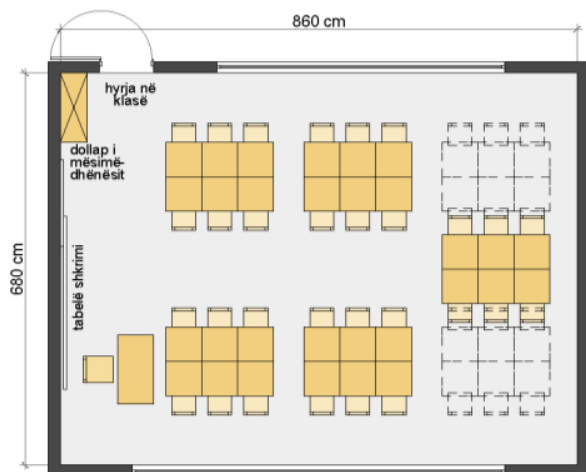 860 cm
hyrja në
klasë
dollap i
mësimë-
dhënësit
680 cm
tabelë shkrimi